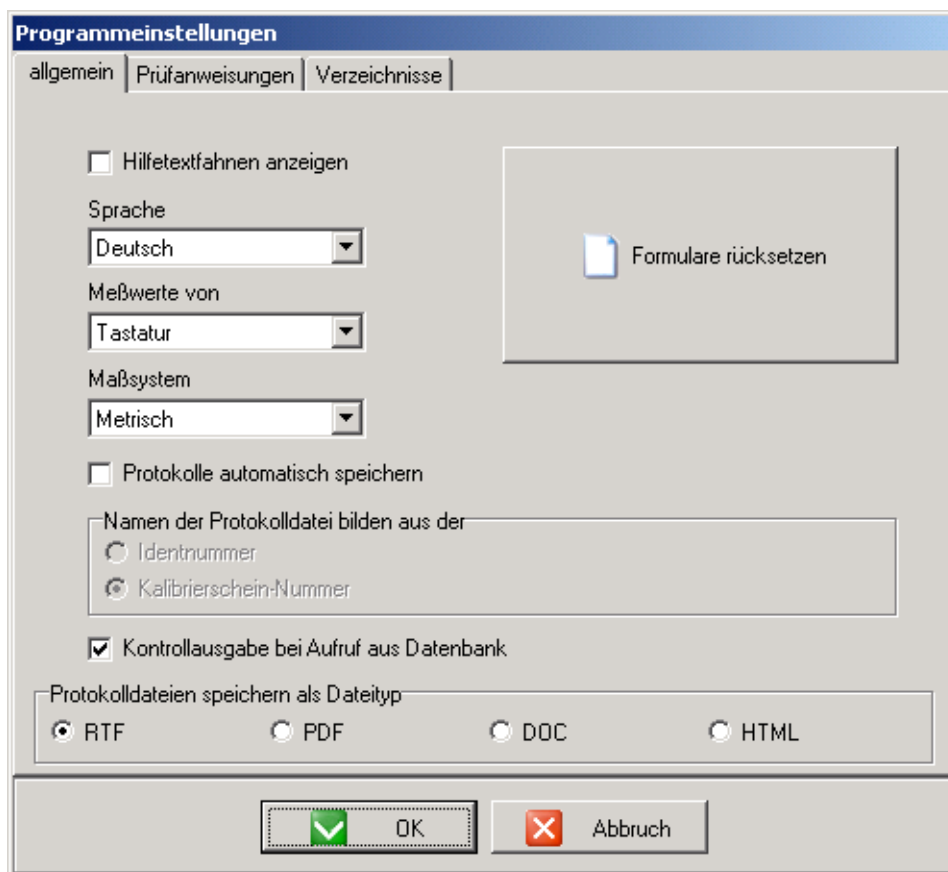 Programmeinstellungen
allgemein Prüfanweisungen Verzeichnisse
Hilfetextfahnen anzeigen
Sprache
Deutsch
Formulare rücksetzen
Meßwerte von
Tastatur
Maßsystem
Metrisch
Protokolle automatisch speichern
Namen der Protokolldatei bilden aus der
Identnummer
Kalibrierschein-Nummer
Kontrollausgabe bei Aufruf aus Datenbank
Protokolldateien speichern als Dateityp
RTF PDF DOC HTML
OK Abbruch